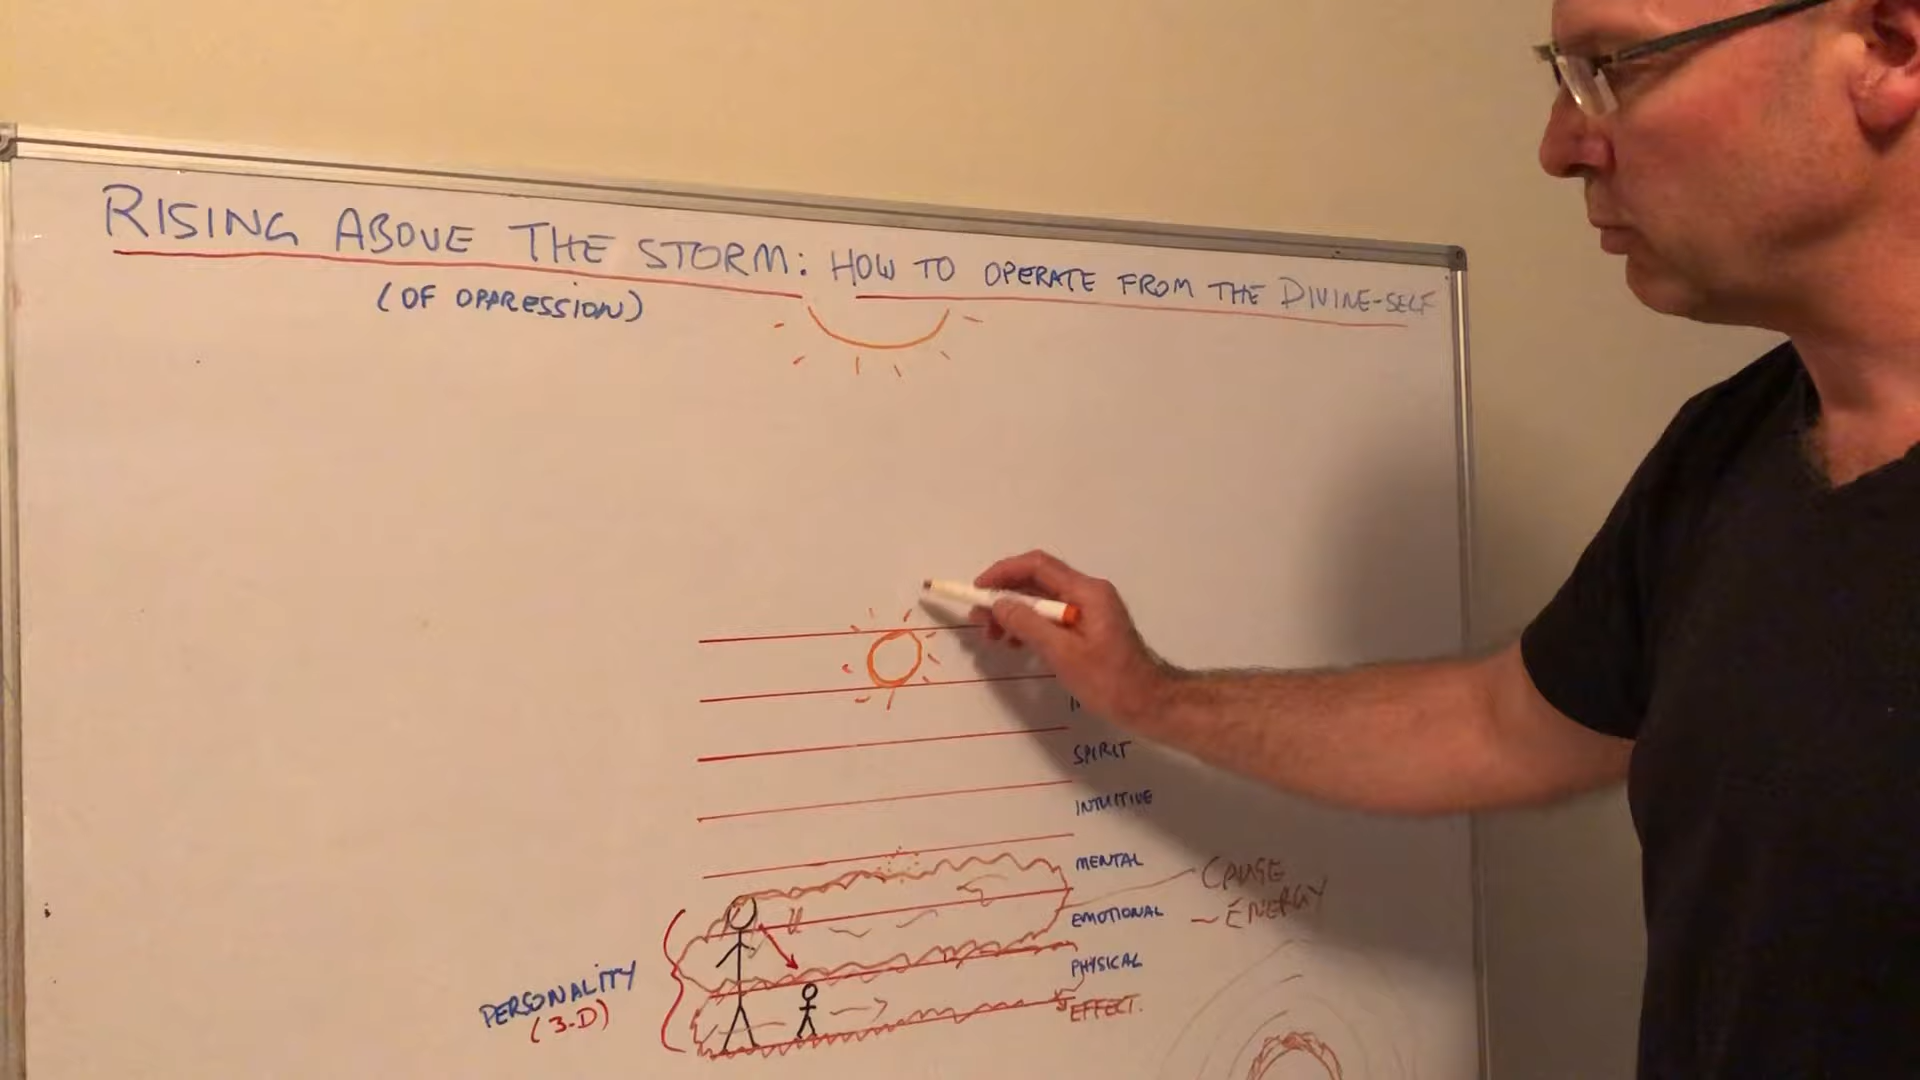 RISING ABOVE THE STORM: HOW TO OPERATE FROM THE DIVINE-SELF
(OF OPPRESSION)
SPIRIT
INTUITIVE
MENTAL
CAUSE
EMOTIONAL - ENERGY
PHYSICAL
EFFECT.
PERSONALITY
(3-D)